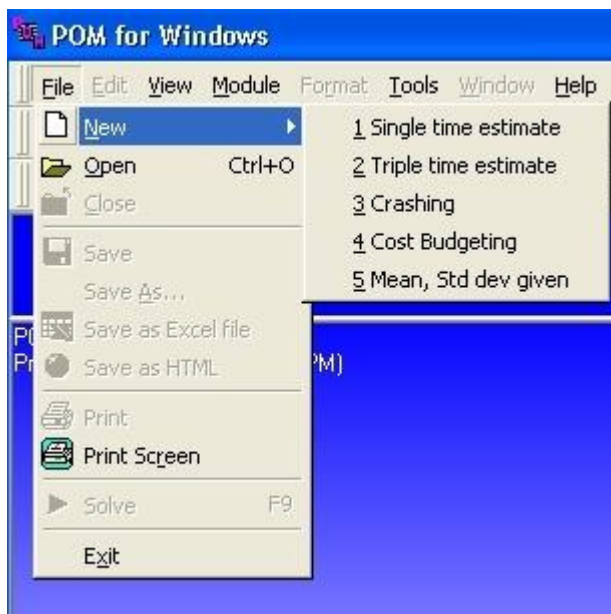 POM for Windows
File Edit View Module Format Tools Window Help
New
1 Single time estimate
2 Triple time estimate
3 Crashing
4 Cost Budgeting
5 Mean, Std dev given
Open Ctrl+O
Close
Save
Save As...
Save as Excel file
Save as HTML
Print
Print Screen
Solve F9
Exit
PM)